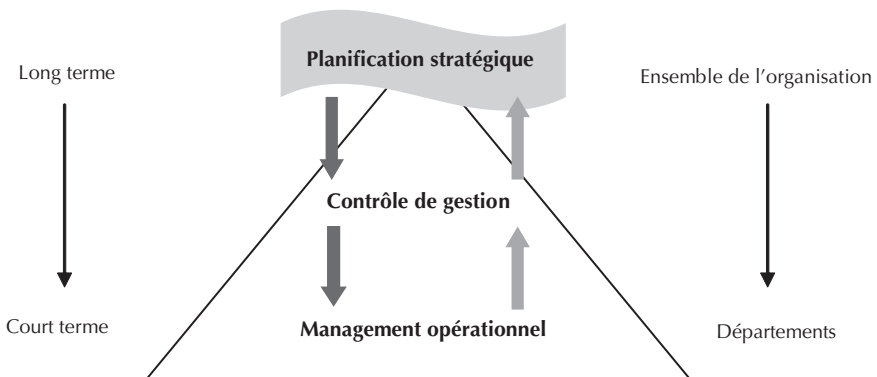 Planification stratégique
Long terme
Ensemble de l'organisation
Contrôle de gestion
Court terme
Management opérationnel
Départements